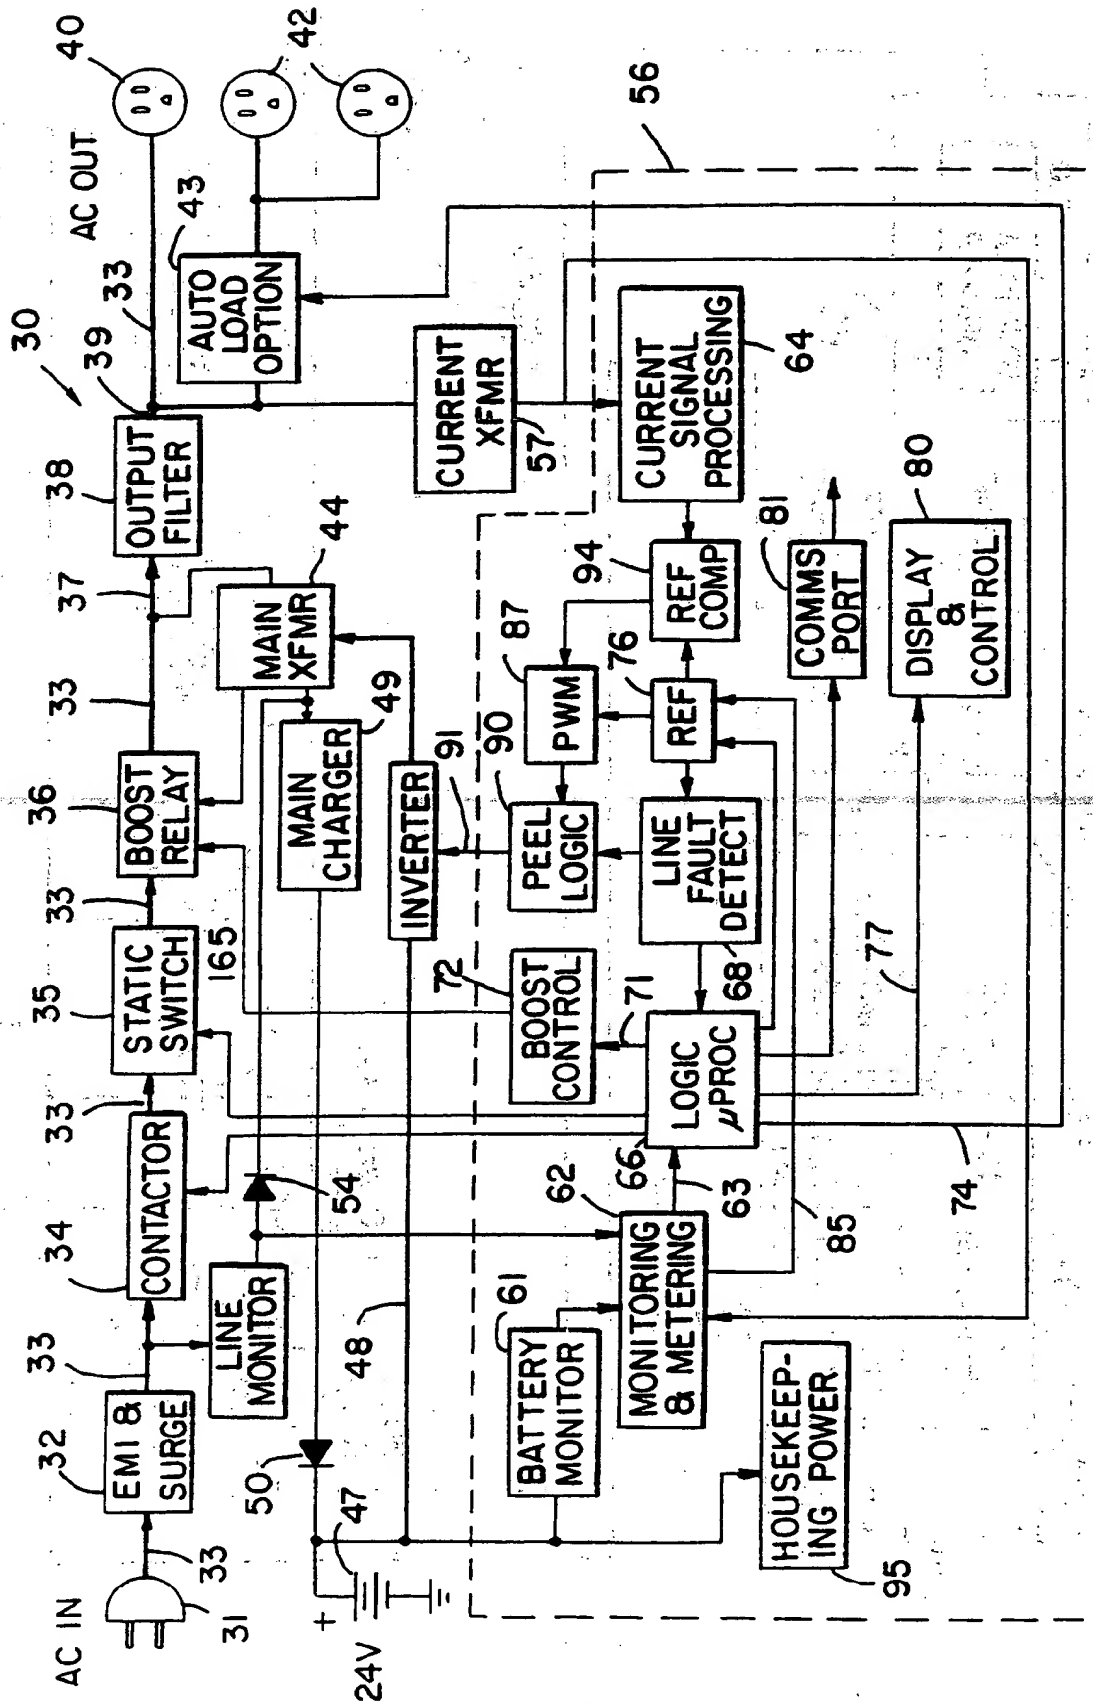 AC IN
31
33
32
EMI &
SURGE
33
34
CONTACTOR
33
35
STATIC
SWITCH
33
36
BOOST
RELAY
33
37
38
OUTPUT
FILTER
39
30
33
AC OUT
40
42
43
AUTO
LOAD
OPTION
LINE
MONITOR
54
165
44
MAIN
XFMR
49
MAIN
CHARGER
50
47
+
24V
48
INVERTER
91
CURRENT
XFMR
57
56
72
BOOST
CONTROL
71
90
PEEL
LOGIC
87
PWM
94
REF
COMP
76
REF
CURRENT
SIGNAL
PROCESSING
64
LINE
FAULT
DETECT
68
66
LOGIC
μPROC
61
BATTERY
MONITOR
62
MONITORING
& METERING
63
85
74
77
81
COMMS
PORT
80
DISPLAY
&
CONTROL
HOUSEKEEP-
ING POWER
95